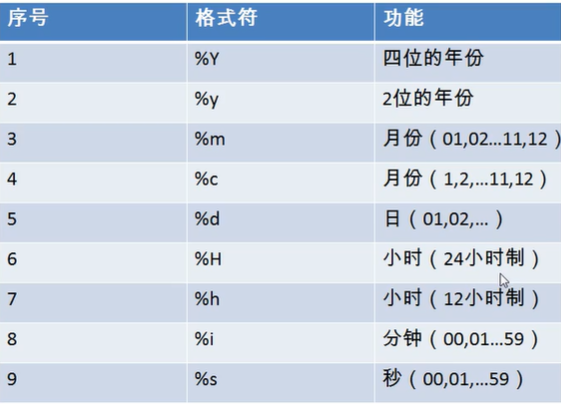 序号 格式符 功能
1 %Y 四位的年份
2 %y 2位的年份
3 %m 月份（01,02…11,12）
4 %c 月份（1,2,…11,12）
5 %d 日（01,02,…）
6 %H 小时（24小时制）
7 %h 小时（12小时制）
8 %i 分钟（00,01…59）
9 %s 秒（00,01,…59）